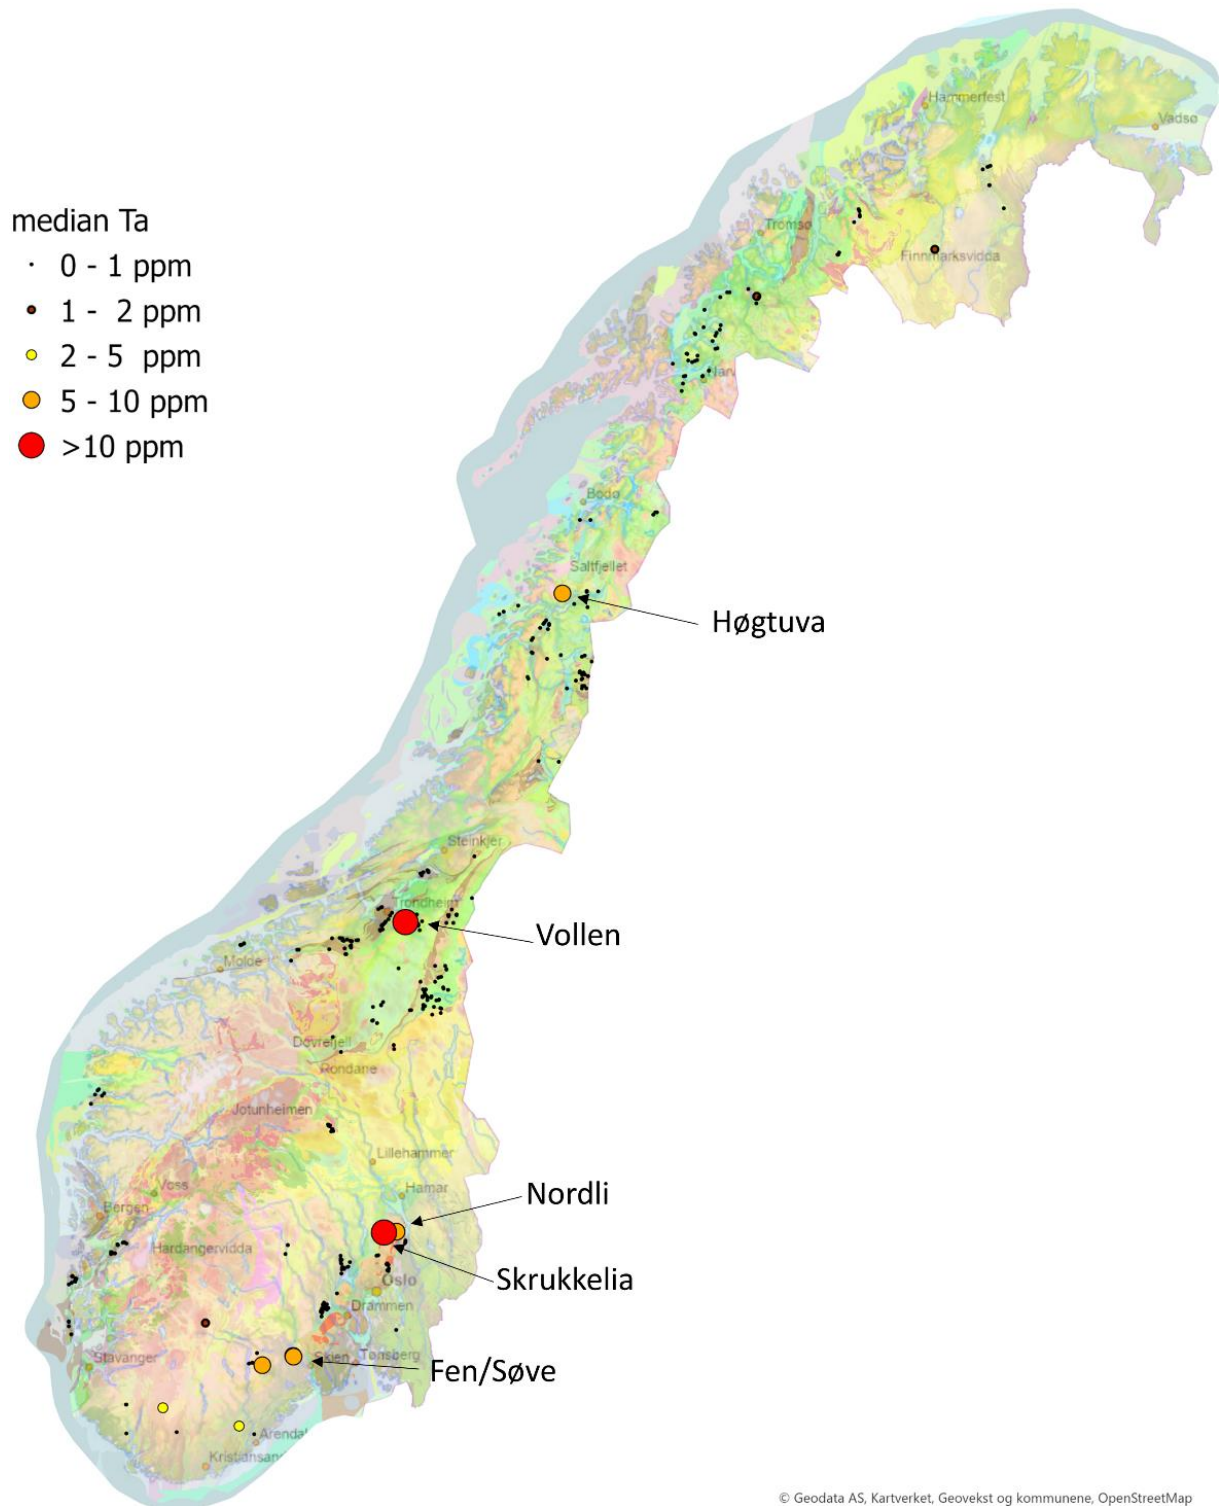 Hammerfest
Vadsø
median Ta
0 - 1 ppm
1 - 2 ppm
2 - 5 ppm
5 - 10 ppm
>10 ppm
Tromsø
Finnmarksvidda
Narv
Bodø
Saltfjellet
Høgtuva
Steinkjer
Trondheim
Vollen
Molde
Dovrefjell
Rondane
Jotunheimen
Lillehammer
Voss
Hamar
Nordli
Bergen
Hardangervidda
Skrukkelia
Oslo
Drammen
Stavanger
Skien
Tønsberg
Fen/Søve
Arendal
Kristiansand
© Geodata AS, Kartverket, Geovekst og kommunene, OpenStreetMap